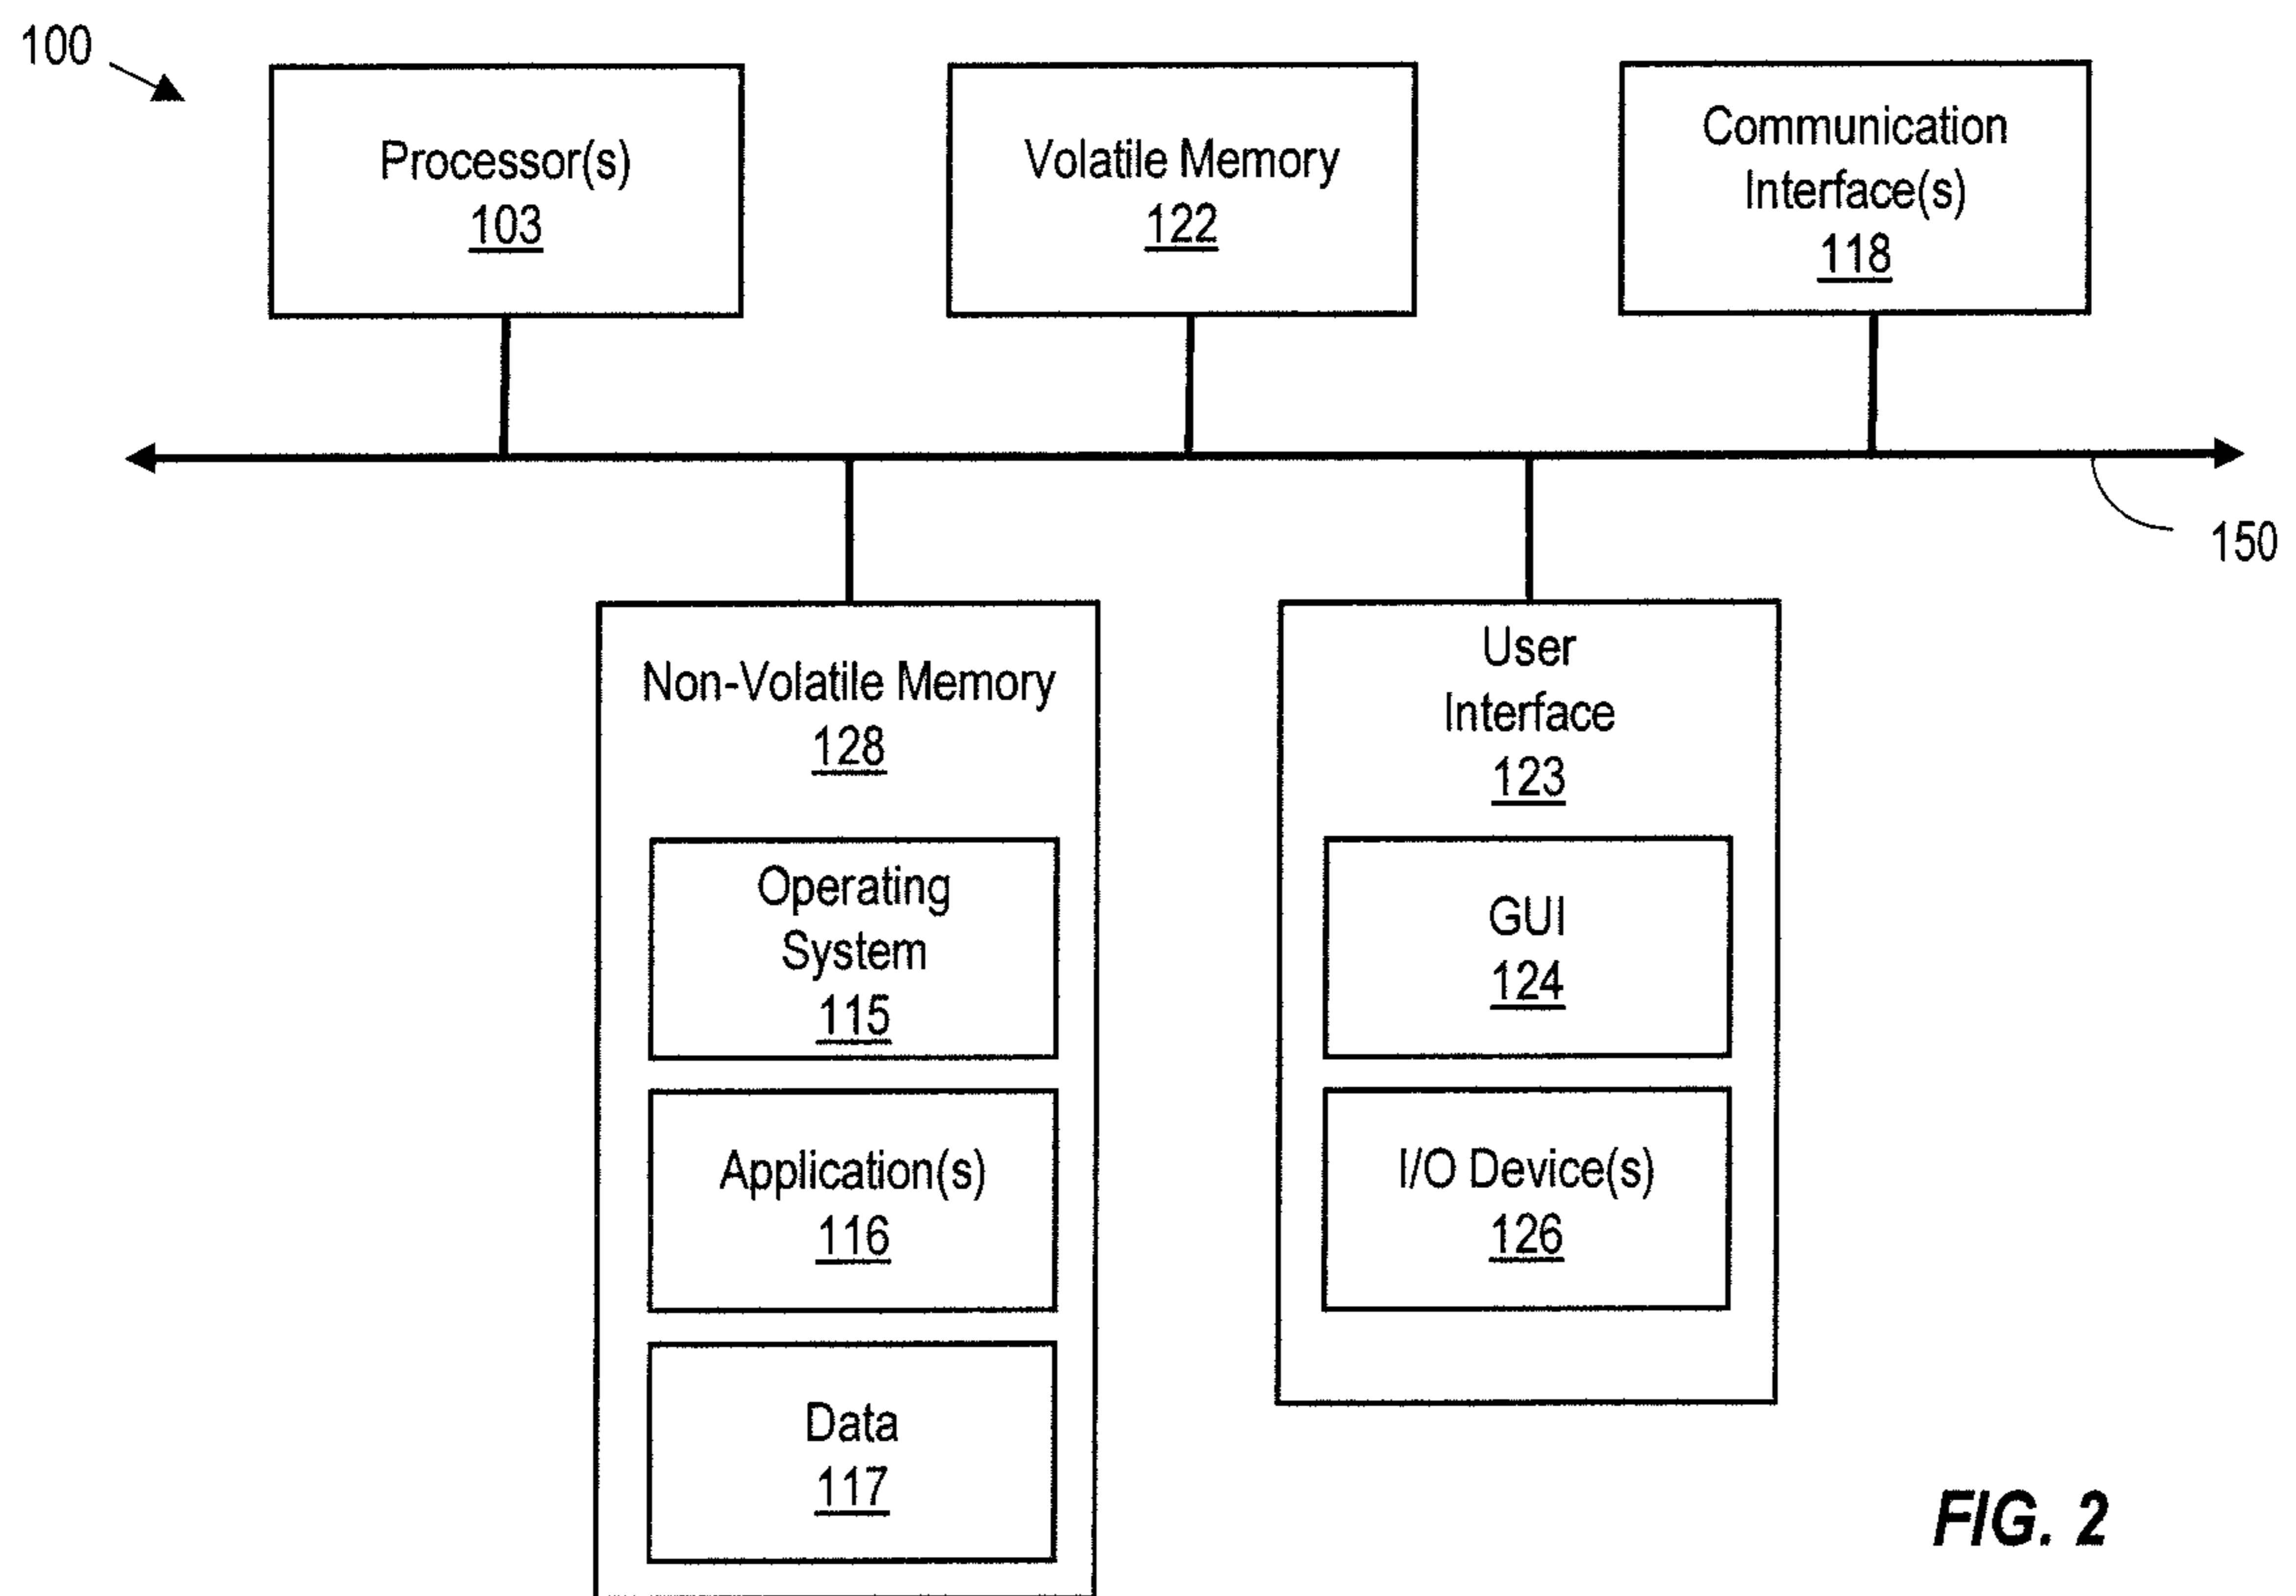 100
Processor(s)
103
Volatile Memory
122
Communication
Interface(s)
118
150
Non-Volatile Memory
128
Operating
System
115
Application(s)
116
Data
117
User
Interface
123
GUI
124
I/O Device(s)
126
FIG. 2